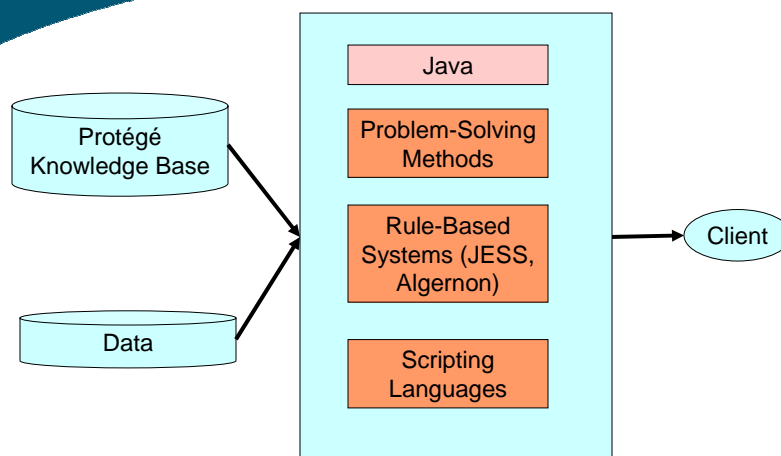 Java
Protégé
Knowledge Base
Problem-Solving
Methods
Rule-Based
Systems (JESS,
Algernon)
Client
Data
Scripting
Languages